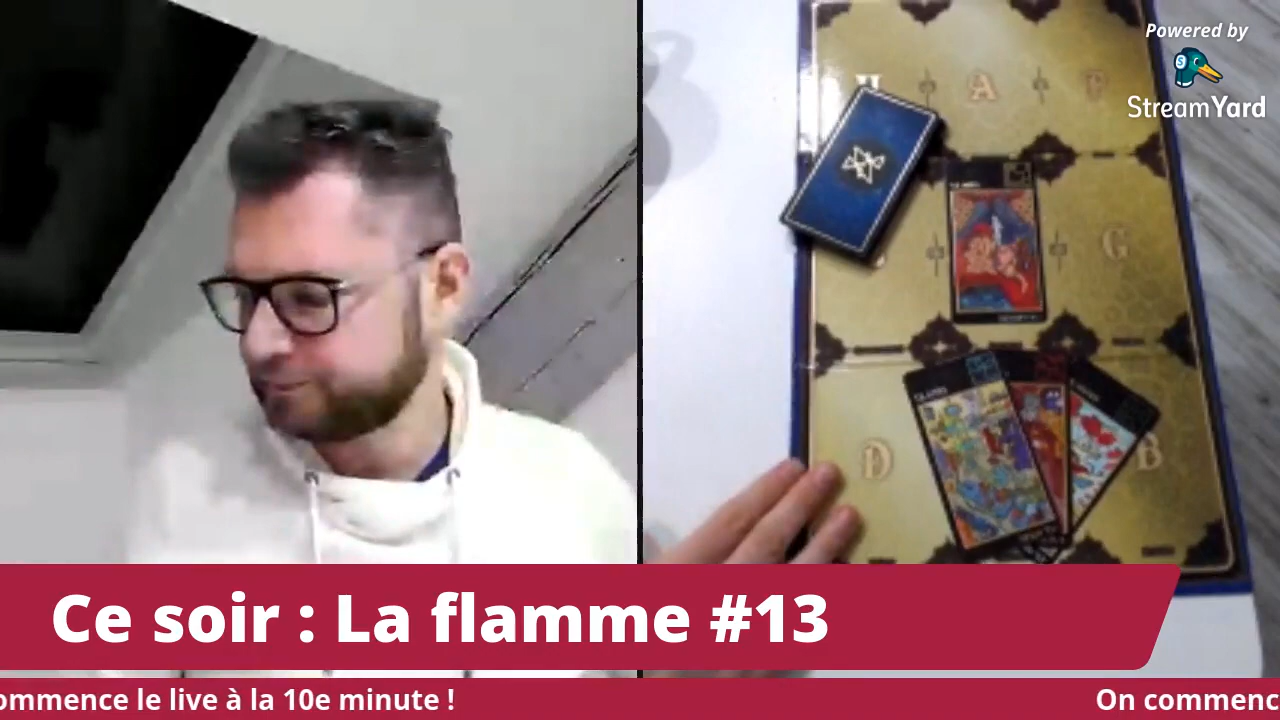 Powered by
StreamYard
A
P
G
D
B
Ce soir : La flamme #13
ommence le live à la 10e minute !
On commenc